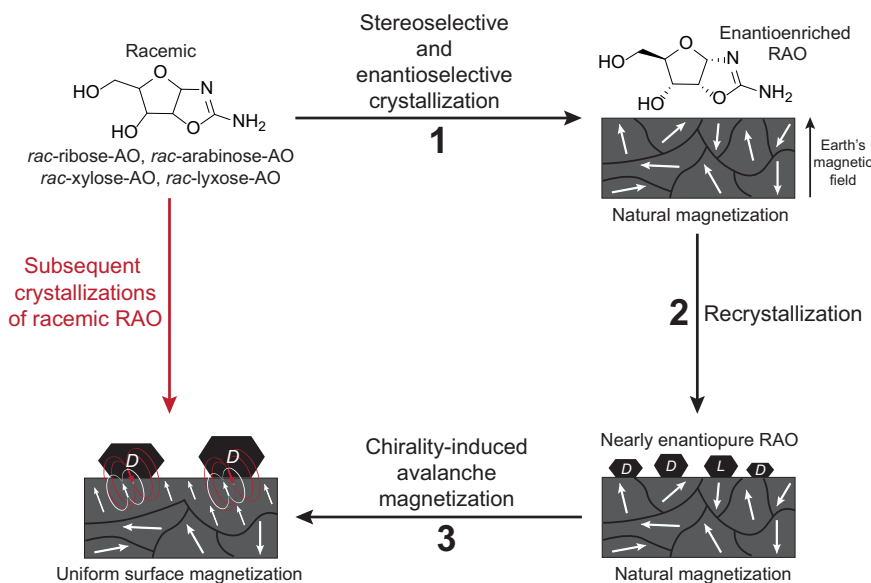 Racemic
HO
O
N
HO
O
NH2
rac-ribose-AO, rac-arabinose-AO
rac-xylose-AO, rac-lyxose-AO
Stereoselective
and
enantioselective
crystallization
1
Enantioenriched
RAO
HO
O
N
HO
O
NH2
Earth's
magnetic
field
Natural magnetization
Subsequent
crystallizations
of racemic RAO
2 Recrystallization
Nearly enantiopure RAO
D D L D
Natural magnetization
Chirality-induced
avalanche
magnetization
3
D D
Uniform surface magnetization